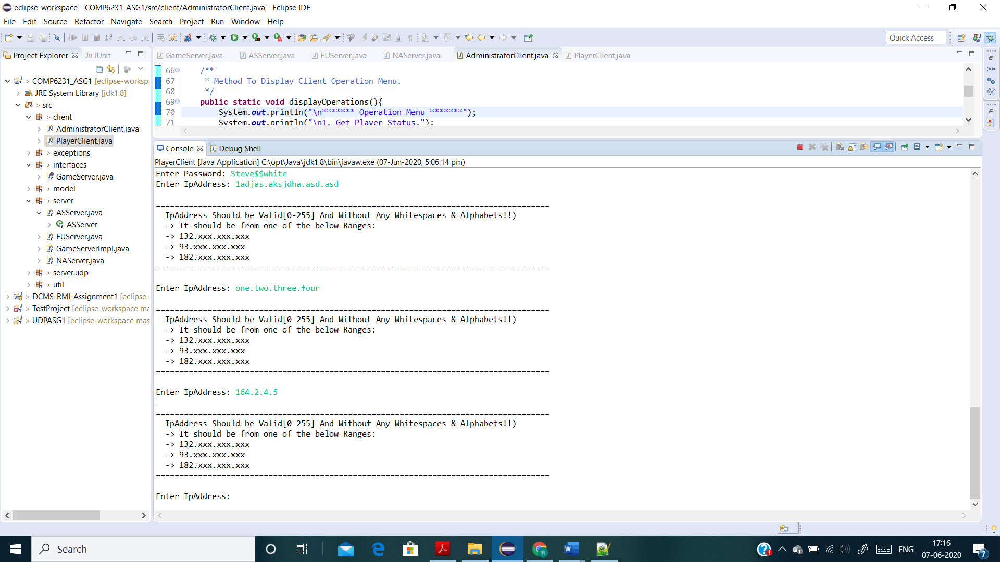 eclipse-workspace - COMP6231_ASG1/src/client/AdministratorClient.java - Eclipse IDE
File Edit Source Refactor Navigate Search Project Run Window Help
Quick Access
Project Explorer
JUnit
GameServer.java
ASServer.java
EUServer.java
NAServer.java
AdministratorClient.java
PlayerClient.java
> COMP6231_ASG1 [eclipse-worksp
JRE System Library [jdk1.8]
> src
> client
AdministratorClient.java
PlayerClient.java
> exceptions
> interfaces
GameServer.java
> model
> server
ASServer.java
ASServer
EUServer.java
GameServerImpl.java
NAServer.java
> server.udp
> util
> DCMS-RMI_Assignment1 [eclipse-
> TestProject [eclipse-workspace ma
> UDPASG1 [eclipse-workspace mas
66 /**
67 * Method To Display Client Operation Menu.
68 */
69 public static void displayOperations(){
70 System.out.println("\n******* Operation Menu *******");
71 System.out.println("\n1. Get Player Status.");
Console
Debug Shell
PlayerClient [Java Application] C:\opt\Java\jdk1.8\bin\javaw.exe (07-Jun-2020, 5:06:14 pm)
Enter Password: Steve$$white
Enter IpAddress: 1adjas.aksjdha.asd.asd
====================================================================================
IpAddress Should be Valid[0-255] And Without Any Whitespaces & Alphabets!!)
-> It should be from one of the below Ranges:
-> 132.xxx.xxx.xxx
-> 93.xxx.xxx.xxx
-> 182.xxx.xxx.xxx
====================================================================================
Enter IpAddress: one.two.three.four
====================================================================================
IpAddress Should be Valid[0-255] And Without Any Whitespaces & Alphabets!!)
-> It should be from one of the below Ranges:
-> 132.xxx.xxx.xxx
-> 93.xxx.xxx.xxx
-> 182.xxx.xxx.xxx
====================================================================================
Enter IpAddress: 164.2.4.5
====================================================================================
IpAddress Should be Valid[0-255] And Without Any Whitespaces & Alphabets!!)
-> It should be from one of the below Ranges:
-> 132.xxx.xxx.xxx
-> 93.xxx.xxx.xxx
-> 182.xxx.xxx.xxx
====================================================================================
Enter IpAddress:
Search
ENG
17:16
07-06-2020
7